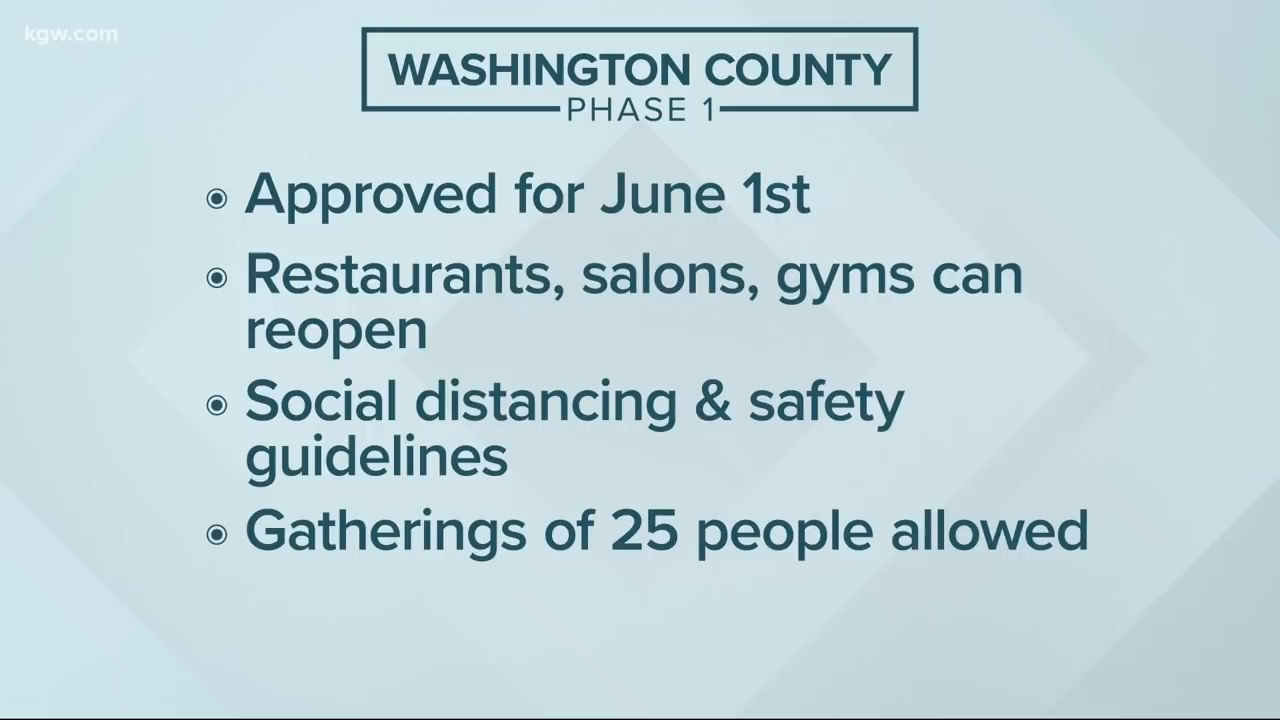 kgw.com
WASHINGTON COUNTY
PHASE 1
Approved for June 1st
Restaurants, salons, gyms can
reopen
Social distancing & safety
guidelines
Gatherings of 25 people allowed